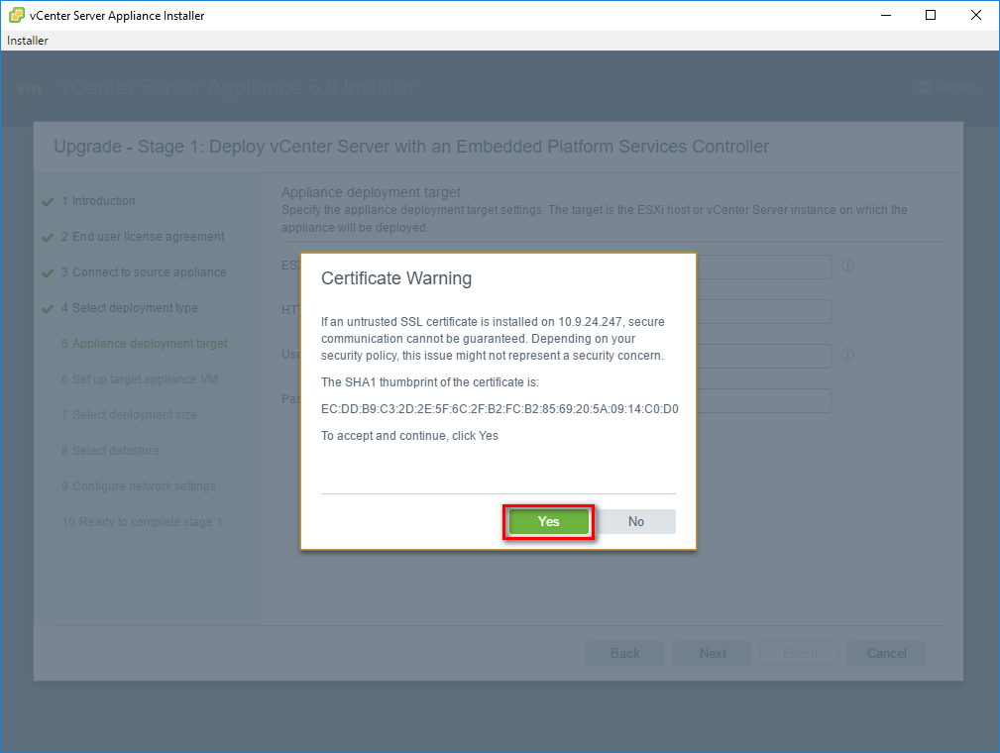 vCenter Server Appliance Installer
Installer
vm vCenter Server Appliance 6.5 Installer
English
Upgrade - Stage 1: Deploy vCenter Server with an Embedded Platform Services Controller
1 Introduction
2 End user license agreement
3 Connect to source appliance
4 Select deployment type
5 Appliance deployment target
6 Set up target appliance VM
7 Select deployment size
8 Select datastore
9 Configure network settings
10 Ready to complete stage 1
Appliance deployment target
Specify the appliance deployment target settings. The target is the ESXi host or vCenter Server instance on which the
appliance will be deployed.
Certificate Warning
If an untrusted SSL certificate is installed on 10.9.24.247, secure
communication cannot be guaranteed. Depending on your
security policy, this issue might not represent a security concern.
The SHA1 thumbprint of the certificate is:
EC:DD:B9:C3:2D:2E:5F:6C:2F:B2:FC:B2:85:69:20:5A:09:14:C0:D0
To accept and continue, click Yes
Yes No
Back Next Finish Cancel